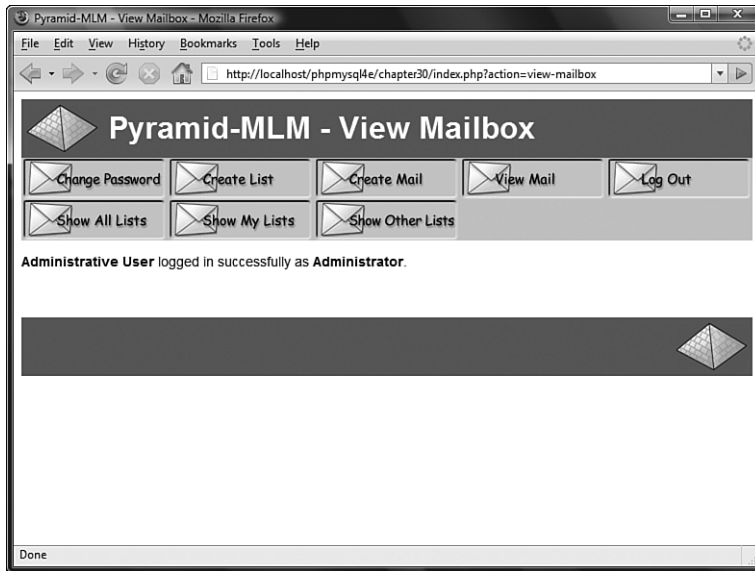 Pyramid-MLM - View Mailbox - Mozilla Firefox
File Edit View History Bookmarks Tools Help
http://localhost/phpmysql4e/chapter30/index.php?action=view-mailbox
Pyramid-MLM - View Mailbox
Change Password Create List Create Mail View Mail Log Out
Show All Lists Show My Lists Show Other Lists
Administrative User logged in successfully as Administrator.
Done